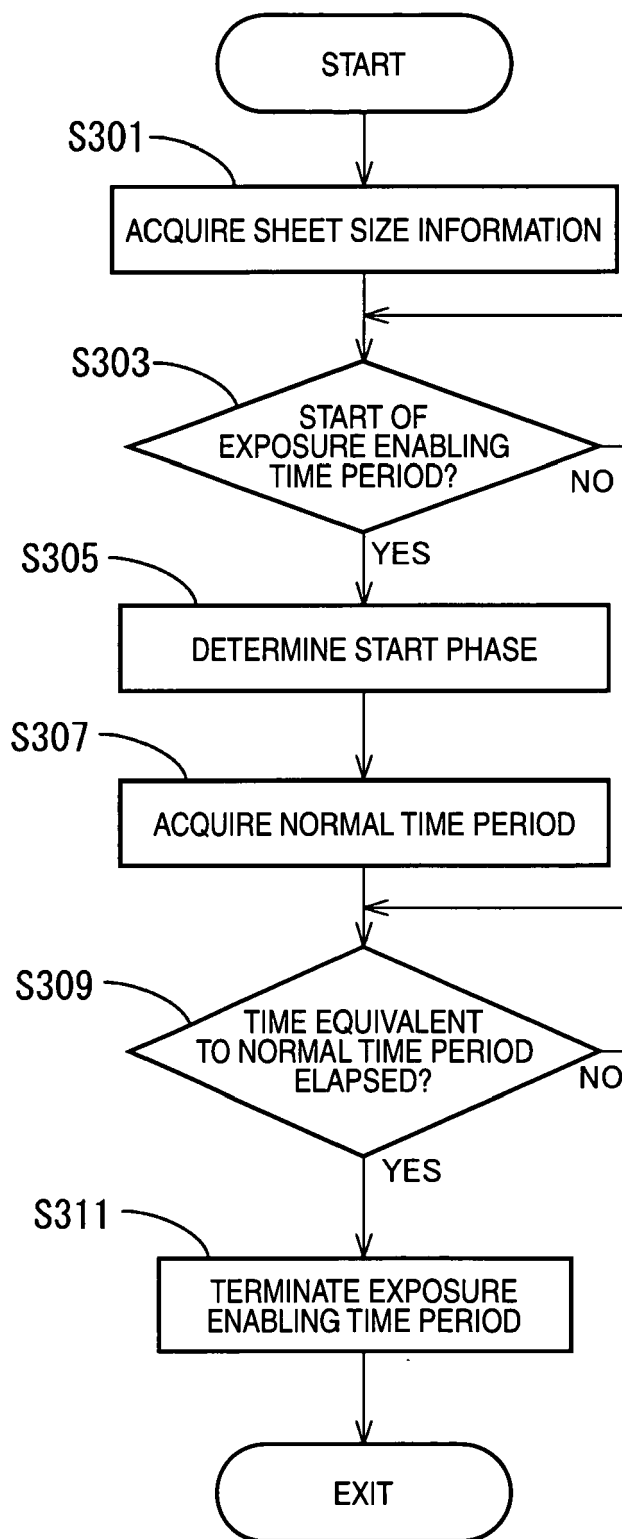 START
S301
ACQUIRE SHEET SIZE INFORMATION
S303
START OF
EXPOSURE ENABLING
TIME PERIOD?
NO
YES
S305
DETERMINE START PHASE
S307
ACQUIRE NORMAL TIME PERIOD
S309
TIME EQUIVALENT
TO NORMAL TIME PERIOD
ELAPSED?
NO
YES
S311
TERMINATE EXPOSURE
ENABLING TIME PERIOD
EXIT